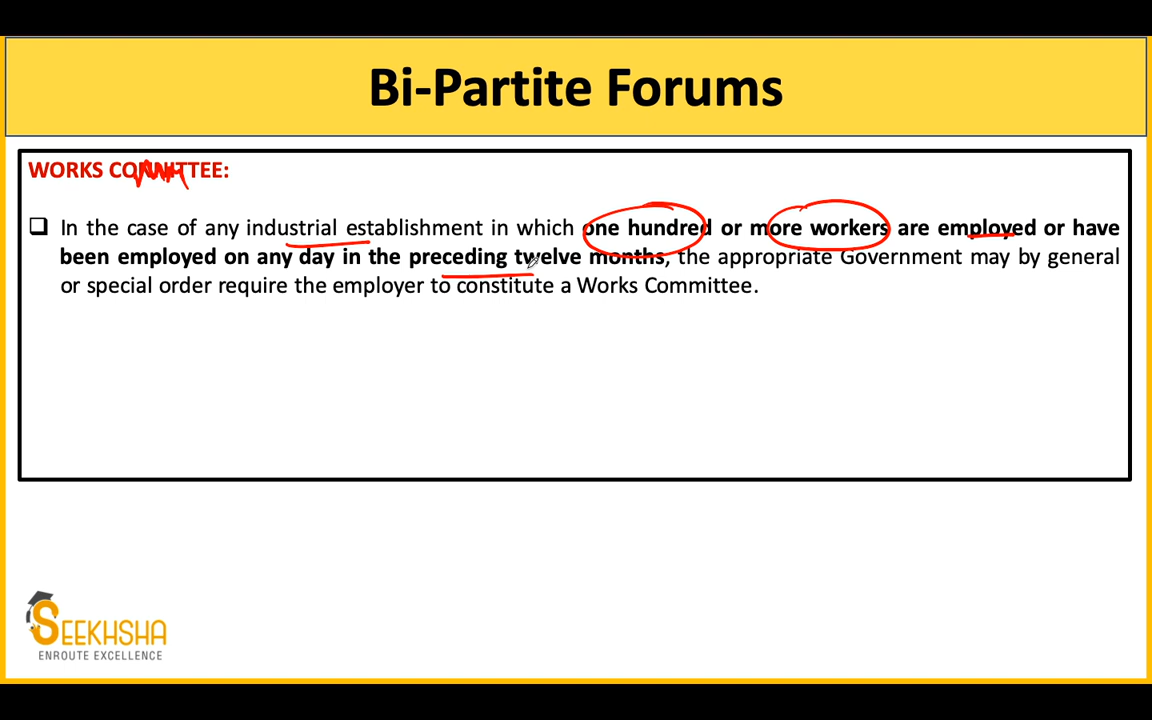 Bi-Partite Forums
WORKS COMMITTEE:
In the case of any industrial establishment in which one hundred or more workers are employed or have
been employed on any day in the preceding twelve months, the appropriate Government may by general
or special order require the employer to constitute a Works Committee.
SEEKHSHA
ENROUTE EXCELLENCE